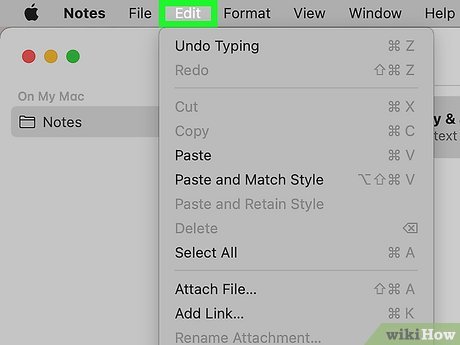 Notes File Edit Format View Window Help
Undo Typing ⌘ Z
Redo ⇧⌘ Z
On My Mac
Cut ⌘ X
Notes
Copy ⌘ C
y &
text
Paste ⌘ V
Paste and Match Style ⌥⇧⌘ V
Paste and Retain Style
Delete ⌫
Select All ⌘ A
Attach File... ⇧⌘ A
Add Link... ⌘ K
Rename Attachment...
wikiHow